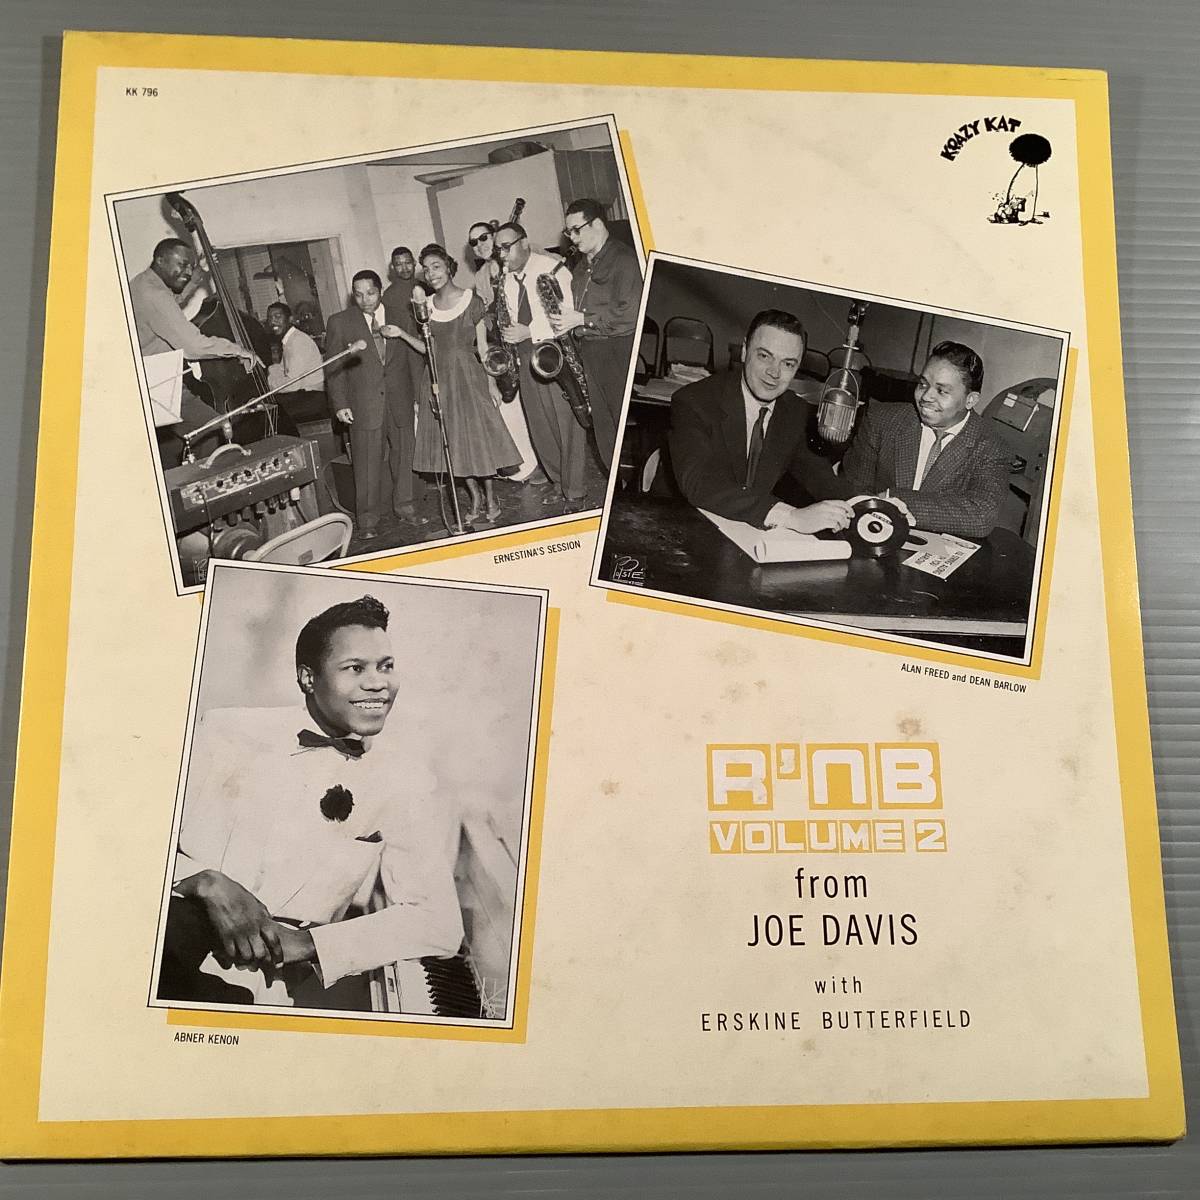 KK 796
KRAZY KAT
ERNESTINA'S SESSION
ALAN FREED and DEAN BARLOW
ABNER KENON
R'NB
VOLUME 2
from
JOE DAVIS
with
ERSKINE BUTTERFIELD